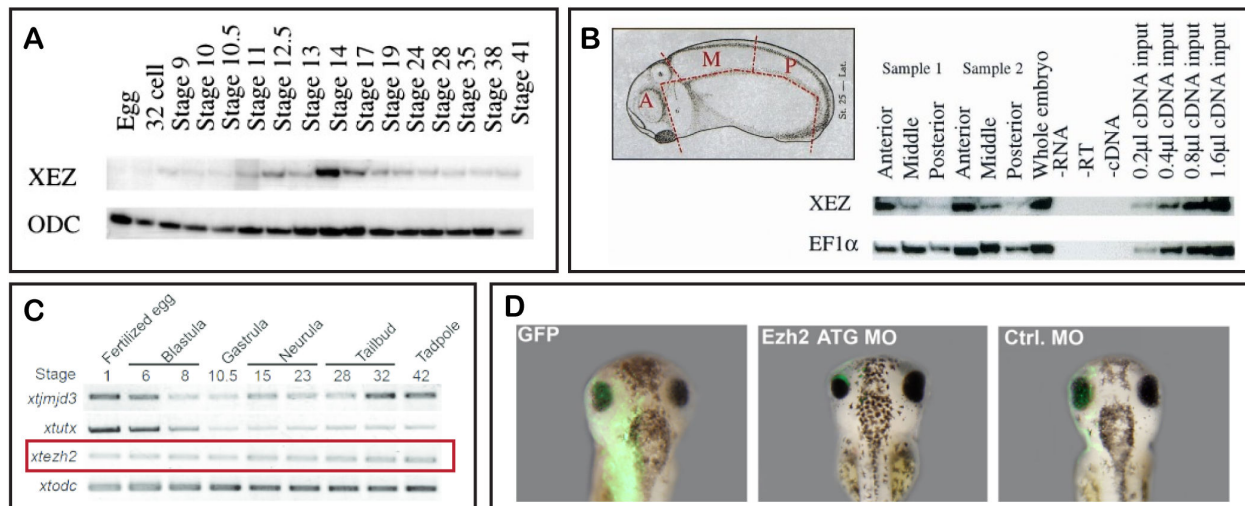 A
Egg
32 cell
Stage 9
Stage 10
Stage 10.5
Stage 11
Stage 12.5
Stage 13
Stage 14
Stage 17
Stage 19
Stage 24
Stage 28
Stage 35
Stage 38
Stage 41
XEZ
ODC
B
A
M
P
St. 25 — Lat.
Sample 1
Sample 2
Anterior
Middle
Posterior
Anterior
Middle
Posterior
Whole embryo
-RNA
-RT
-cDNA
0.2µl cDNA input
0.4µl cDNA input
0.8µl cDNA input
1.6µl cDNA input
XEZ
EF1α
C
Fertilized egg
Blastula
Gastrula
Neurula
Tailbud
Tadpole
Stage 1 6 8 10.5 15 23 28 32 42
xtjmjd3
xtutx
xtezh2
xtodc
D
GFP
Ezh2 ATG MO
Ctrl. MO